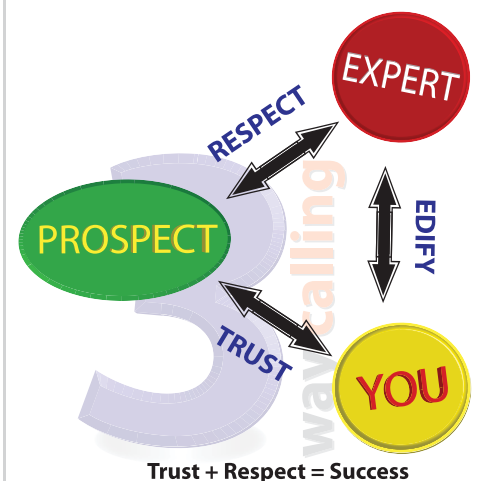 EXPERT
RESPECT
3
way calling
PROSPECT
EDIFY
TRUST
YOU
Trust + Respect = Success